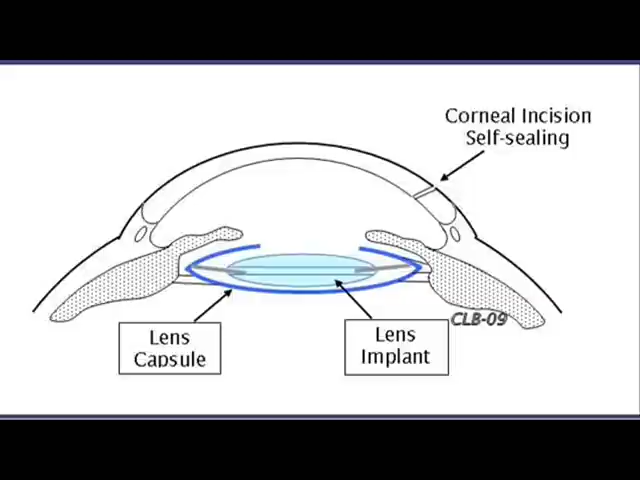 Corneal Incision
Self-sealing
CLB-09
Lens
Capsule
Lens
Implant